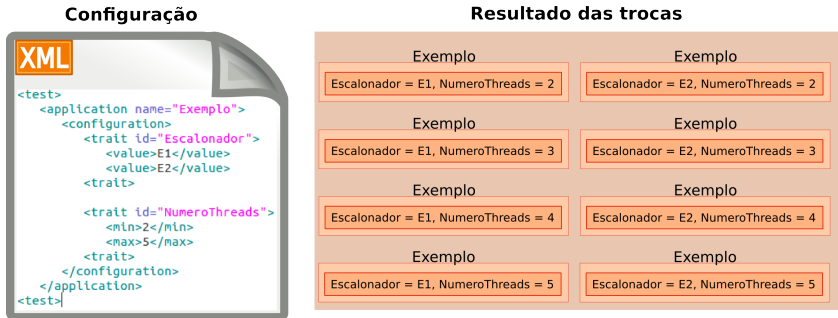 Configuração
XML
<test>
<application name="Exemplo">
<configuration>
<trait id="Escalonador">
<value>E1</value>
<value>E2</value>
<trait>
<trait id="NumeroThreads">
<min>2</min>
<max>5</max>
<trait>
</configuration>
</application>
<test>
Resultado das trocas
Exemplo
Escalonador = E1, NumeroThreads = 2
Exemplo
Escalonador = E2, NumeroThreads = 2
Exemplo
Escalonador = E1, NumeroThreads = 3
Exemplo
Escalonador = E2, NumeroThreads = 3
Exemplo
Escalonador = E1, NumeroThreads = 4
Exemplo
Escalonador = E2, NumeroThreads = 4
Exemplo
Escalonador = E1, NumeroThreads = 5
Exemplo
Escalonador = E2, NumeroThreads = 5